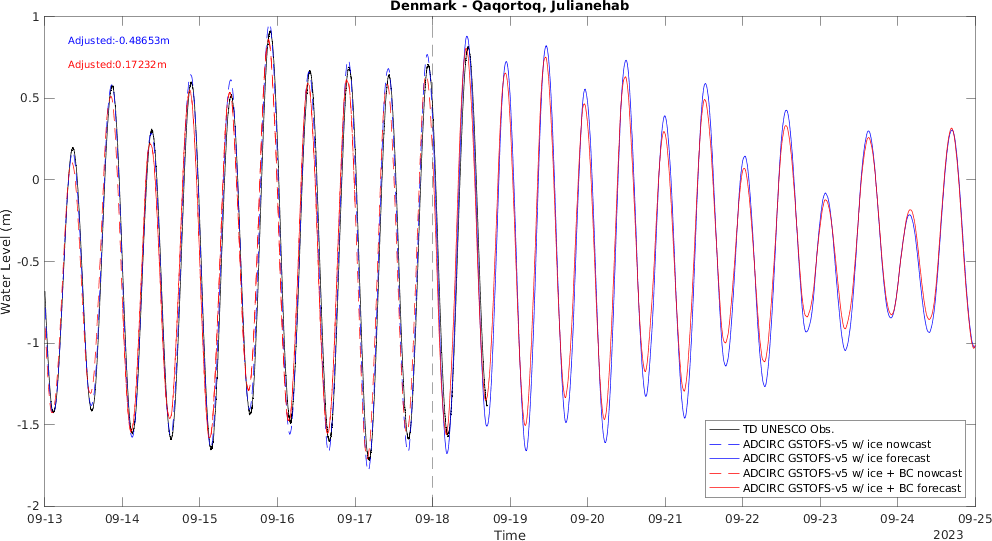 Denmark - Qaqortoq, Julianehab
Adjusted:-0.48653m
Adjusted:0.17232m
Water Level (m)
1
0.5
0
-0.5
-1
-1.5
-2
TD UNESCO Obs.
ADCIRC GSTOFS-v5 w/ ice nowcast
ADCIRC GSTOFS-v5 w/ ice forecast
ADCIRC GSTOFS-v5 w/ ice + BC nowcast
ADCIRC GSTOFS-v5 w/ ice + BC forecast
09-13 09-14 09-15 09-16 09-17 09-18 09-19 09-20 09-21 09-22 09-23 09-24 09-25
Time
2023